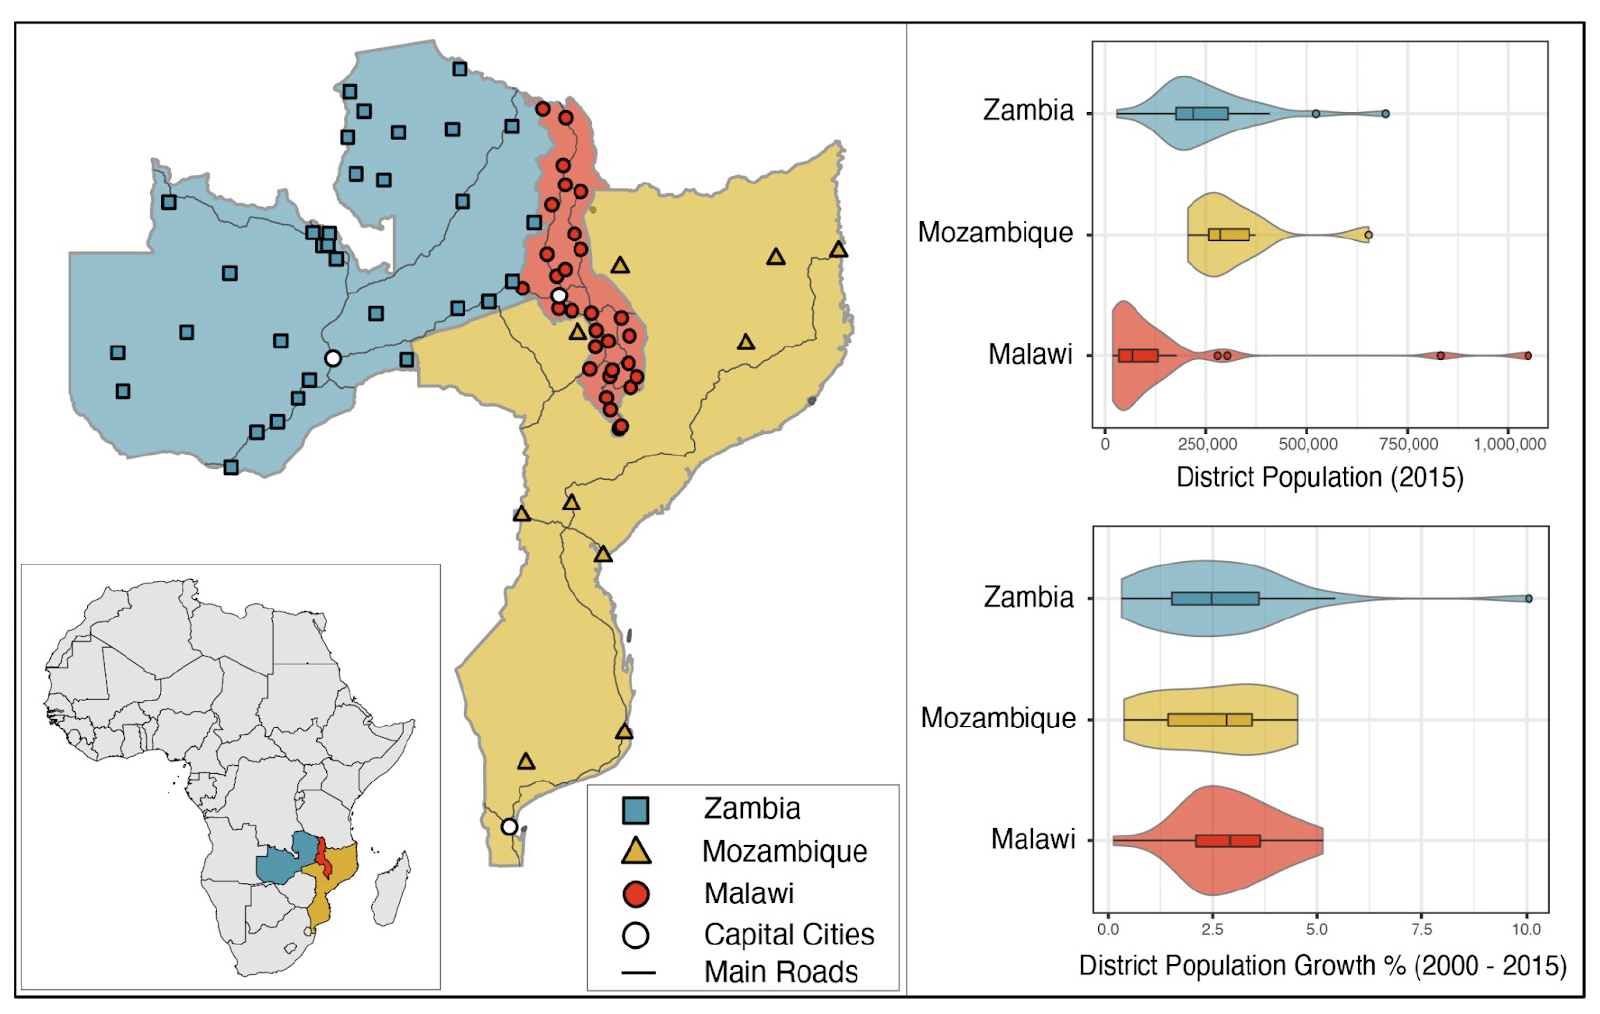 Zambia
Mozambique
Malawi
Capital Cities
Main Roads
Zambia
Mozambique
Malawi
0 250,000 500,000 750,000 1,000,000
District Population (2015)
Zambia
Mozambique
Malawi
0.0 2.5 5.0 7.5 10.0
District Population Growth % (2000 - 2015)